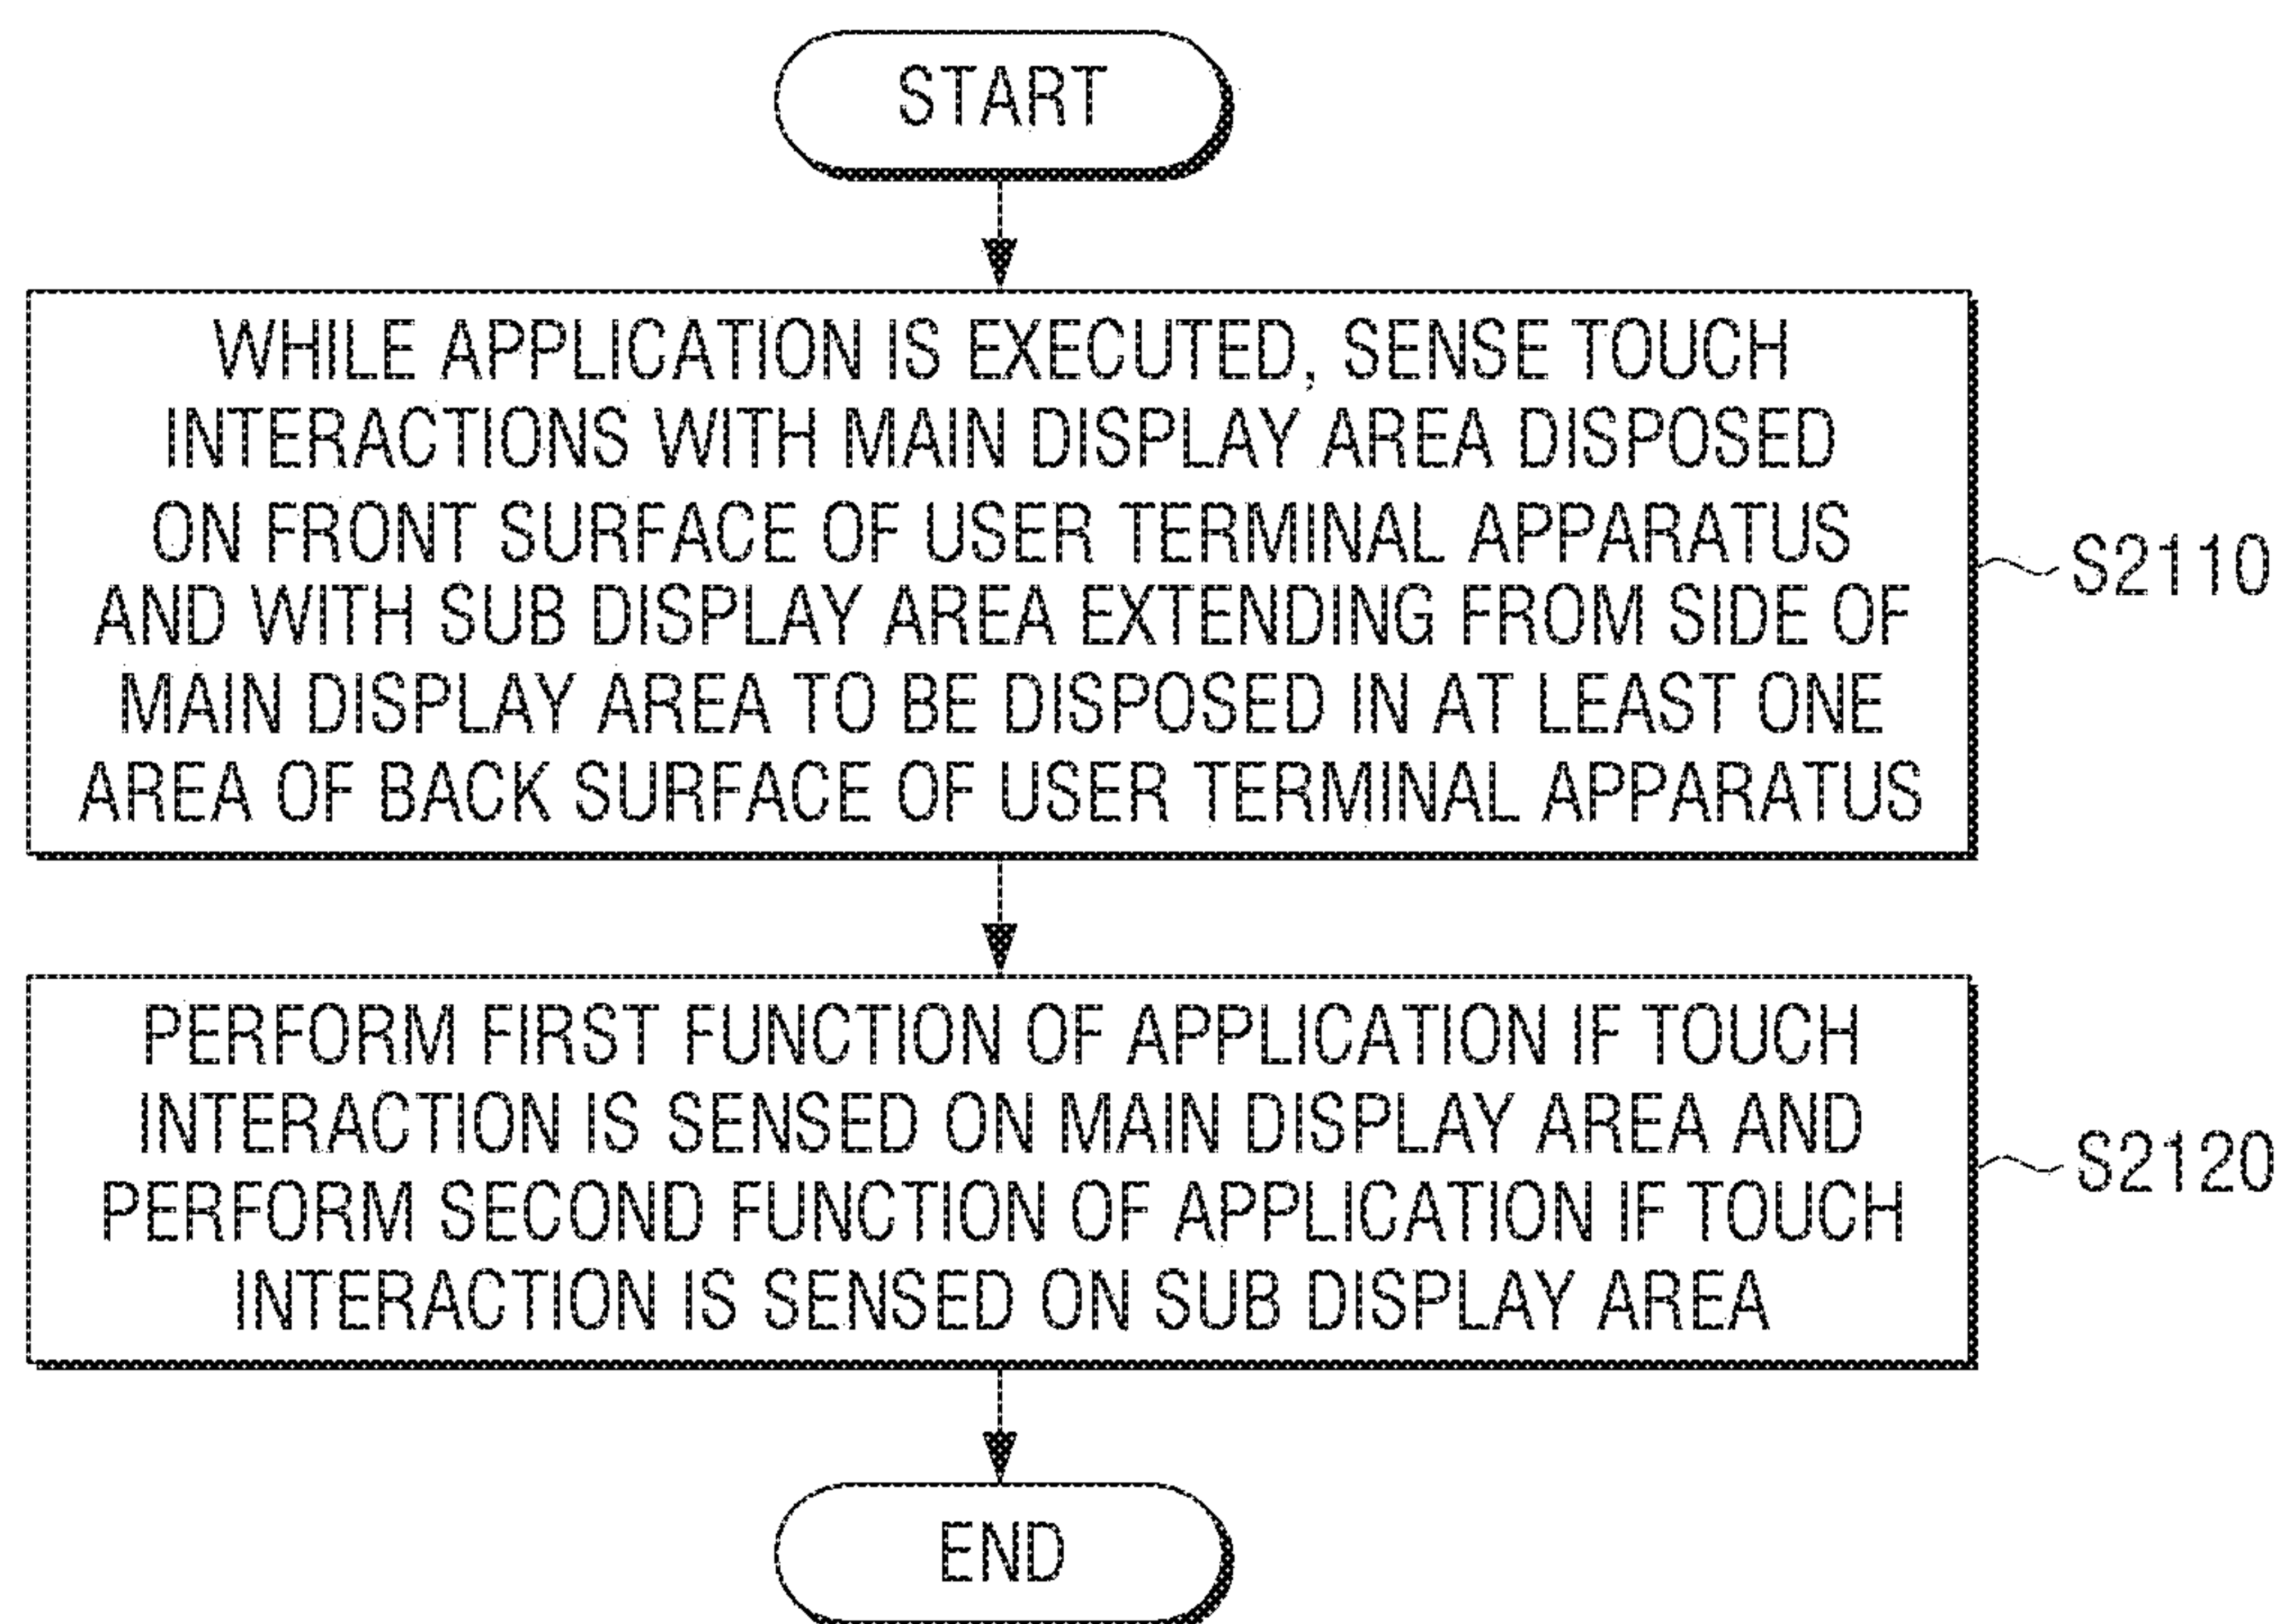 START
WHILE APPLICATION IS EXECUTED, SENSE TOUCH
INTERACTIONS WITH MAIN DISPLAY AREA DISPOSED
ON FRONT SURFACE OF USER TERMINAL APPARATUS
AND WITH SUB DISPLAY AREA EXTENDING FROM SIDE OF
MAIN DISPLAY AREA TO BE DISPOSED IN AT LEAST ONE
AREA OF BACK SURFACE OF USER TERMINAL APPARATUS
S2110
PERFORM FIRST FUNCTION OF APPLICATION IF TOUCH
INTERACTION IS SENSED ON MAIN DISPLAY AREA AND
PERFORM SECOND FUNCTION OF APPLICATION IF TOUCH
INTERACTION IS SENSED ON SUB DISPLAY AREA
S2120
END